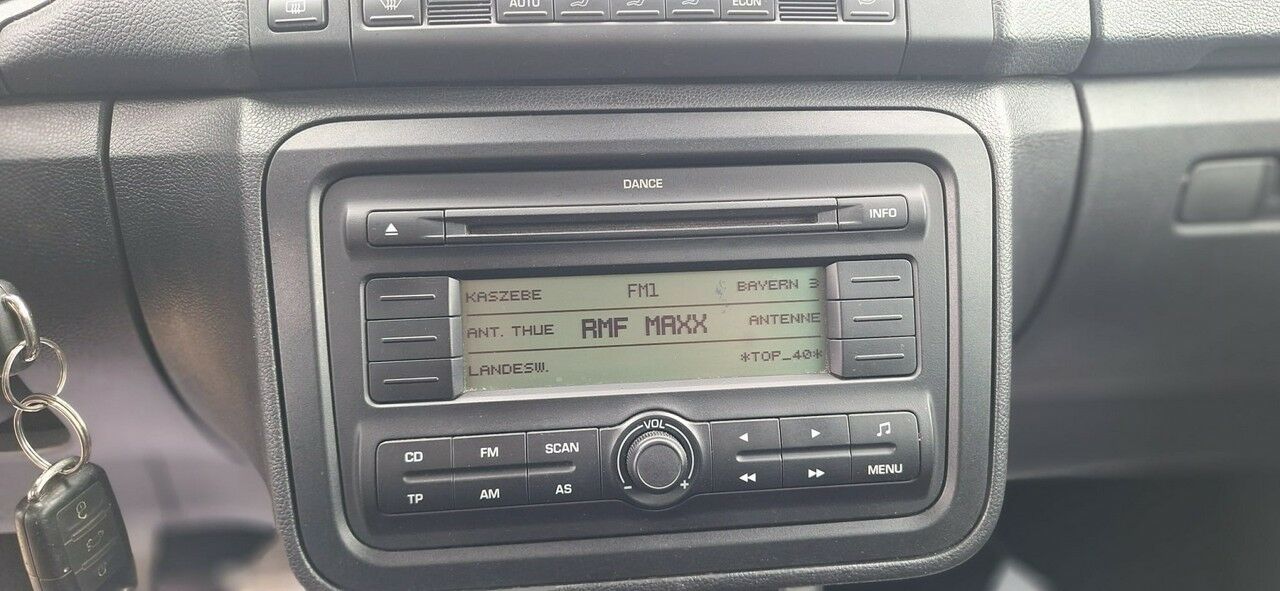 AUTO ECON
DANCE
INFO
KASZEBE FM1 BAYERN 3
ANT. THUE RMF MAXX ANTENNE
LANDESW. *TOP_40*
VOL
CD FM SCAN
TP AM AS
- +
MENU